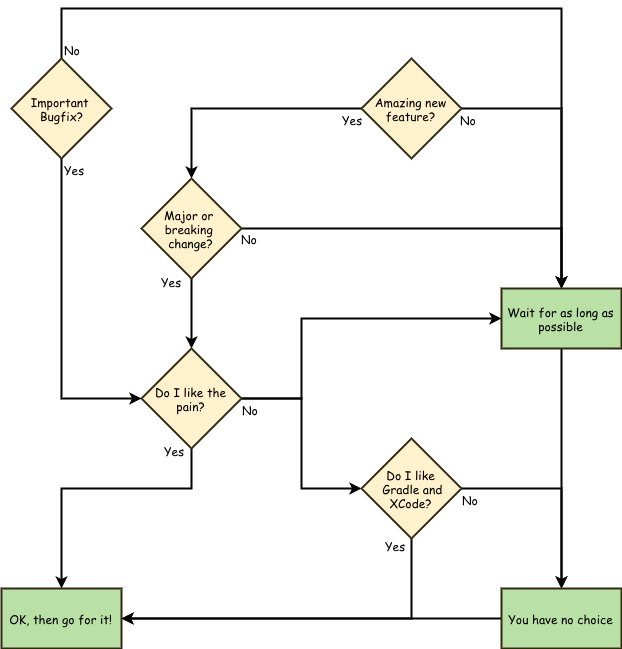 No
Important
Bugfix?
Yes
Amazing new
feature?
Yes
No
Major or
breaking
change?
No
Yes
Wait for as long as
possible
Do I like the
pain?
No
Yes
Do I like
Gradle and
XCode?
No
Yes
OK, then go for it!
You have no choice